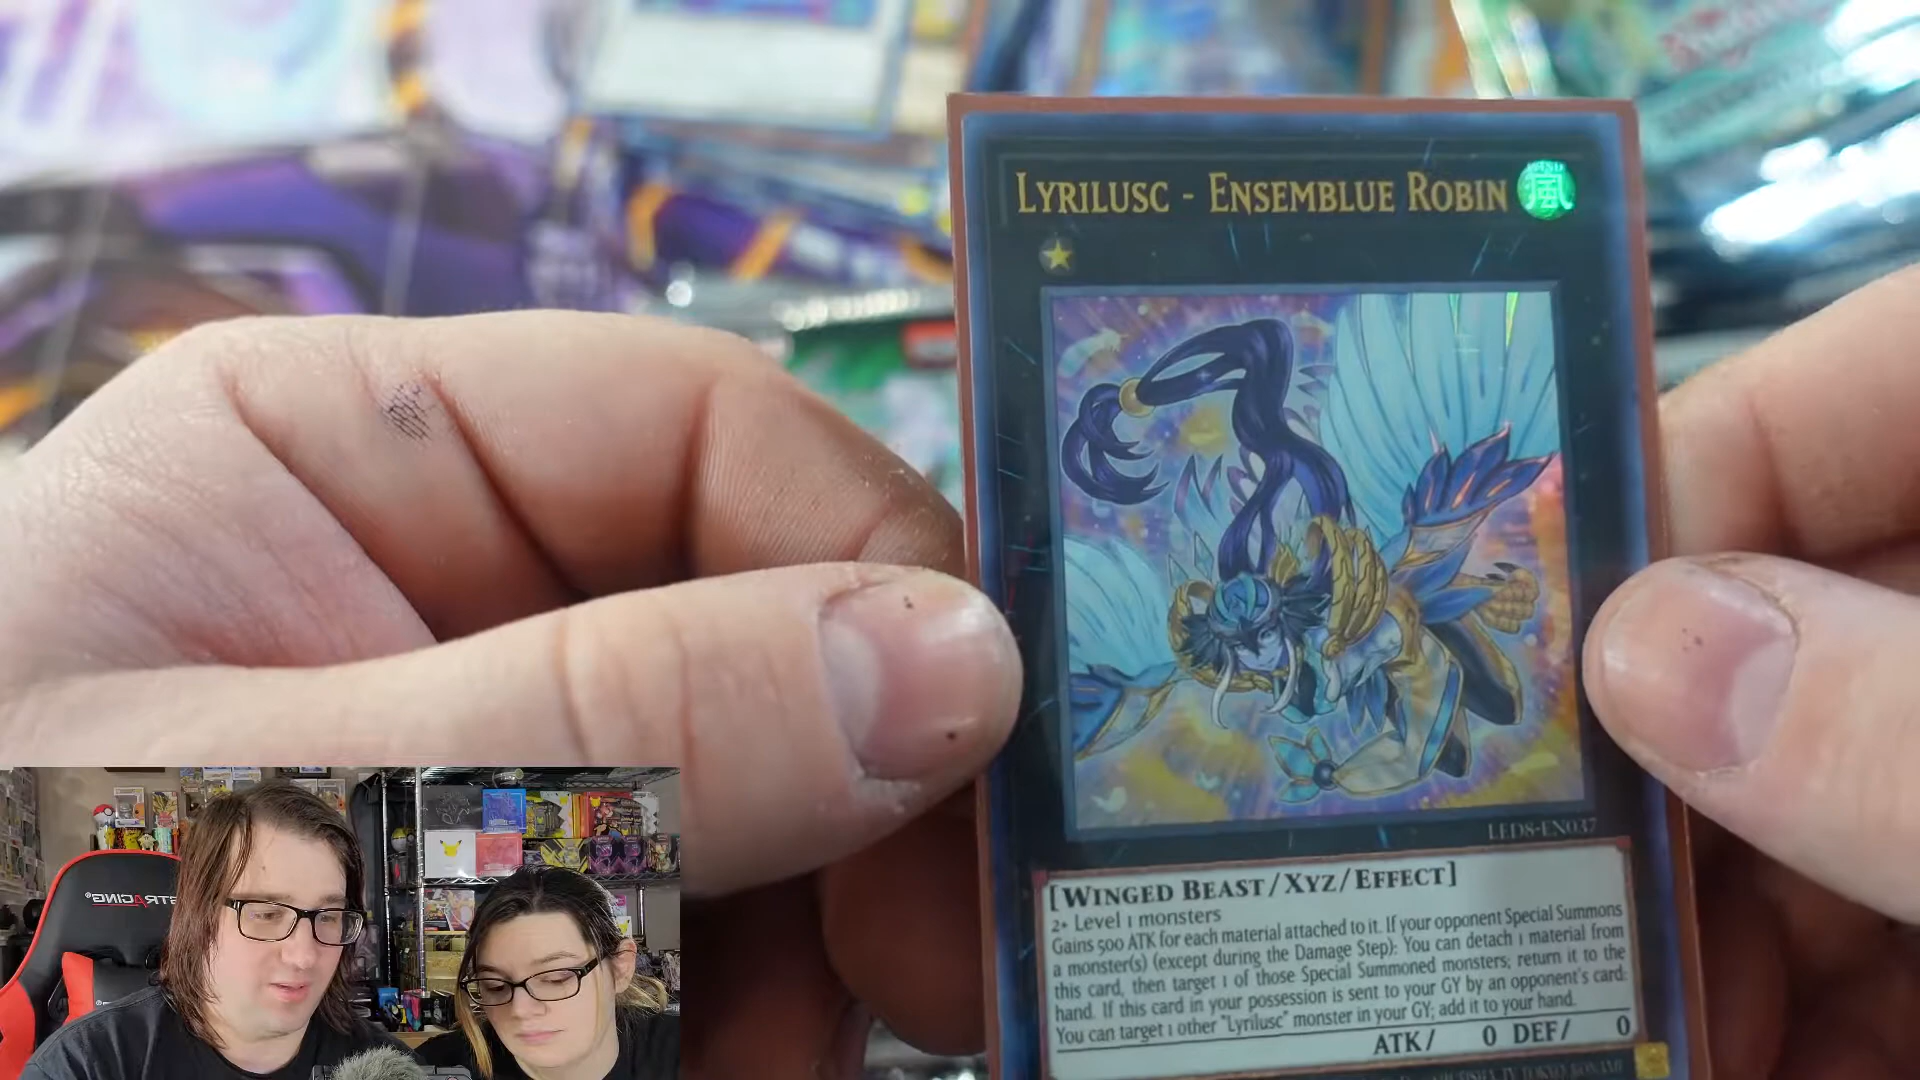 LYRILUSC - ENSEMBLUE ROBIN
WIND
風
LED8-EN037
[WINGED BEAST/XYZ/EFFECT]
2+ Level 1 monsters
Gains 500 ATK for each material attached to it. If your opponent Special Summons
a monster(s) (except during the Damage Step): You can detach 1 material from
this card, then target 1 of those Special Summoned monsters; return it to the
hand. If this card in your possession is sent to your GY by an opponent's card:
You can target 1 other "Lyrilusc" monster in your GY; add it to your hand.
ATK/ 0 DEF/ 0